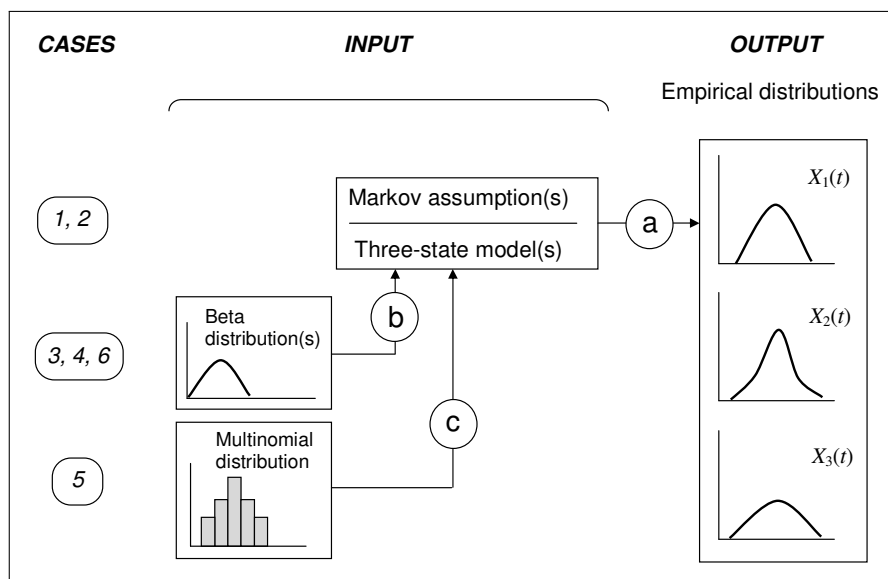 CASES
INPUT
OUTPUT
Empirical distributions
1, 2
Markov assumption(s)
Three-state model(s)
a
X1(t)
3, 4, 6
Beta
distribution(s)
b
X2(t)
5
Multinomial
distribution
c
X3(t)